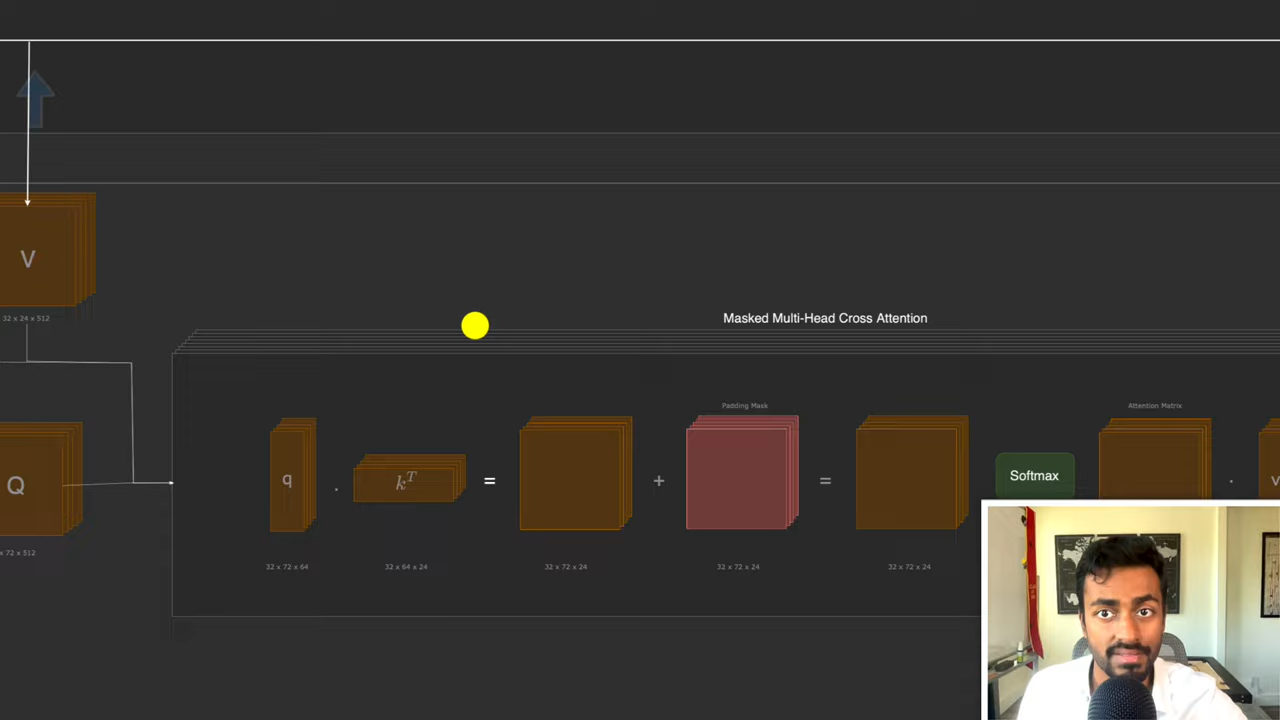 V
32 x 24 x 512
Masked Multi-Head Cross Attention
Padding Mask
Attention Matrix
Q
q
.
k^T
=
+
=
Softmax
.
x 72 x 512
32 x 72 x 64
32 x 64 x 24
32 x 72 x 24
32 x 72 x 24
32 x 72 x 24